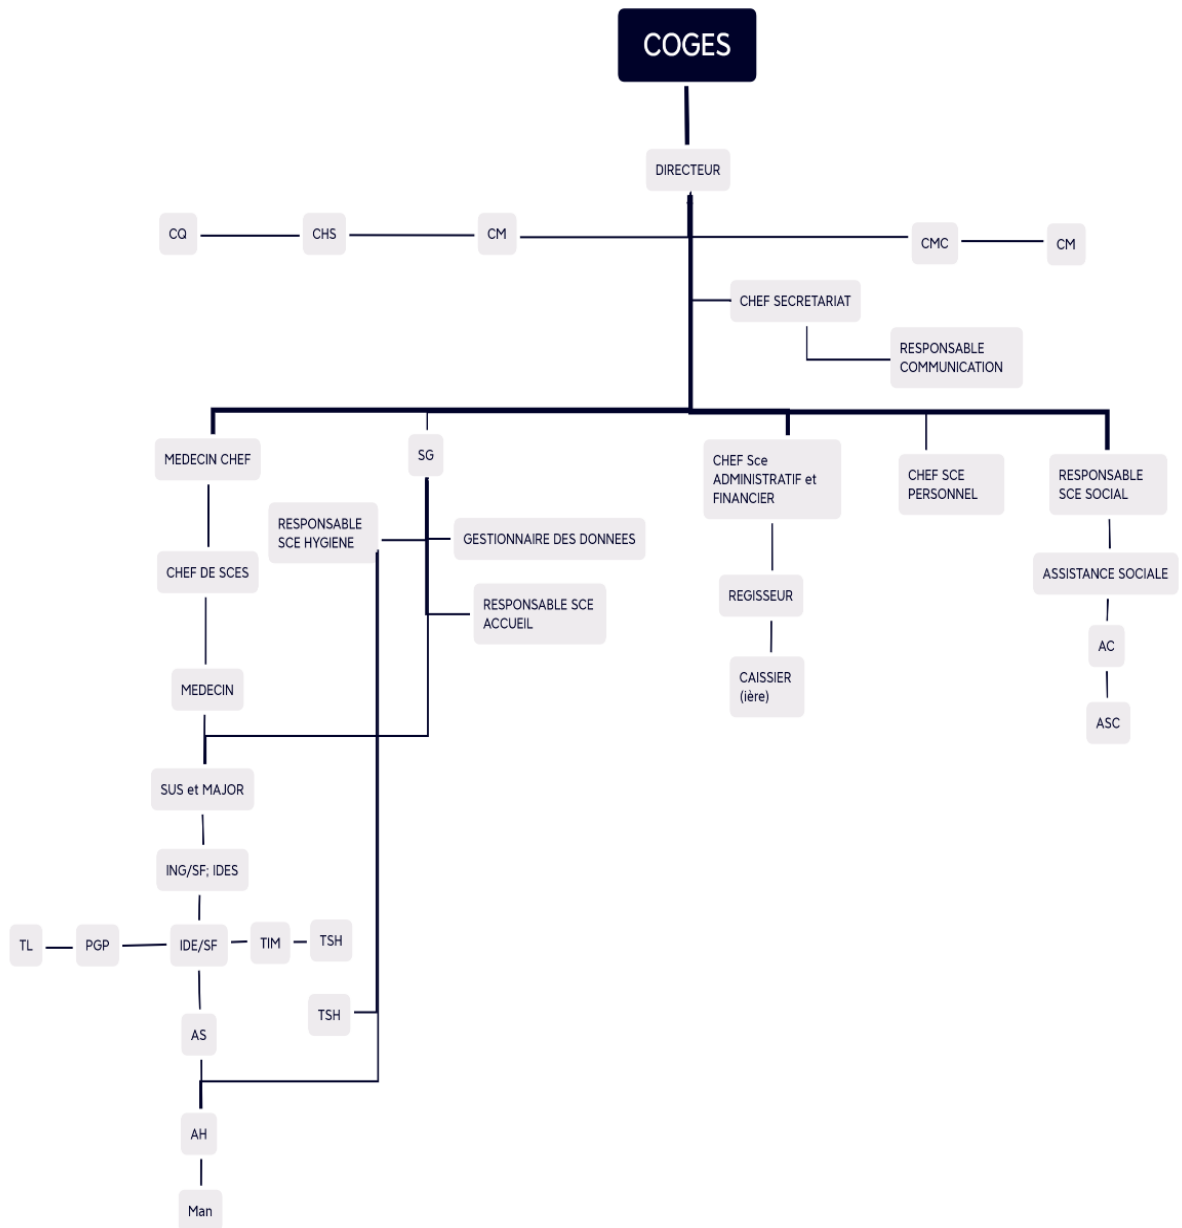 COGES
DIRECTEUR
CQ
CHS
CM
CMC
CM
CHEF SECRETARIAT
RESPONSABLE
COMMUNICATION
MEDECIN CHEF
SG
CHEF Sce
ADMINISTRATIF et
FINANCIER
CHEF SCE
PERSONNEL
RESPONSABLE
SCE SOCIAL
RESPONSABLE
SCE HYGIENE
GESTIONNAIRE DES DONNEES
CHEF DE SCES
REGISSEUR
ASSISTANCE SOCIALE
RESPONSABLE SCE
ACCUEIL
AC
MEDECIN
CAISSIER
(ière)
ASC
SUS et MAJOR
ING/SF; IDES
TL
PGP
IDE/SF
TIM
TSH
TSH
AS
AH
Man